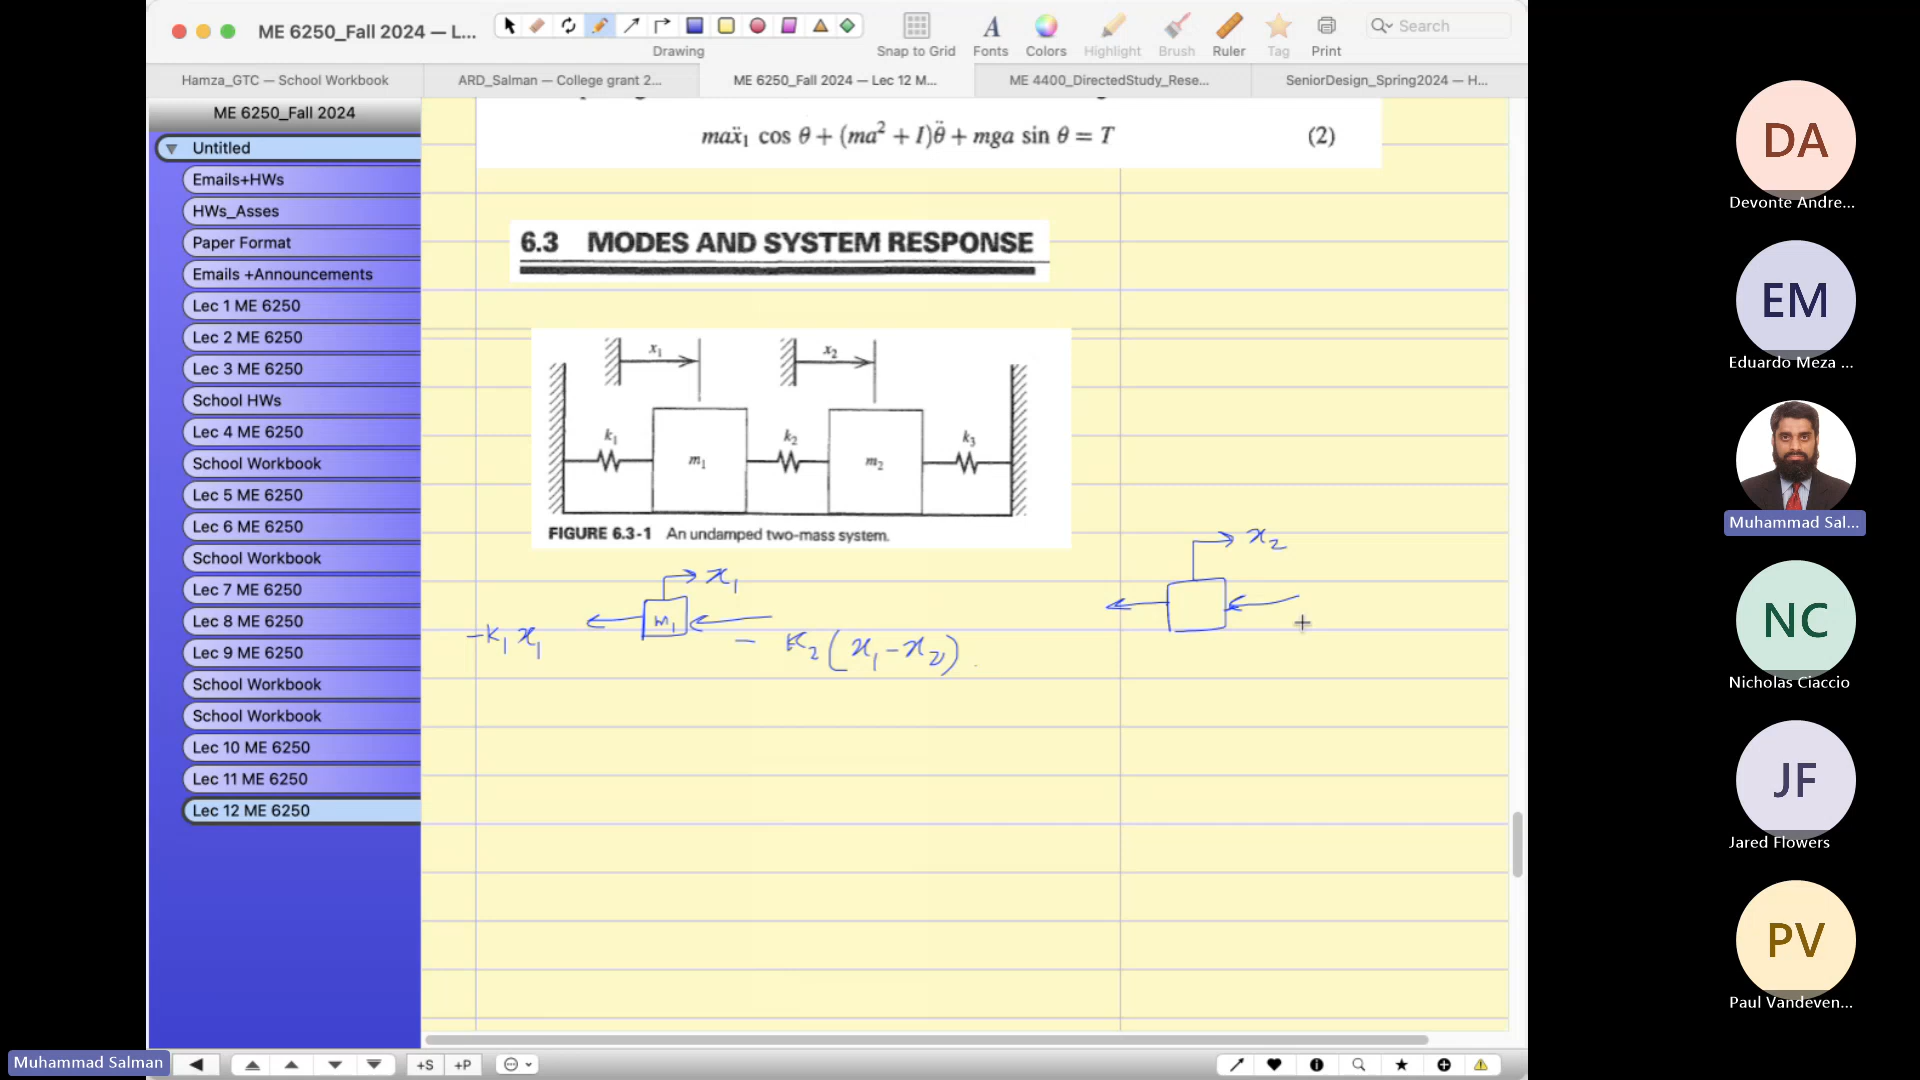 ME 6250_Fall 2024 — L...
Drawing
Snap to Grid
Fonts
Colors
Highlight
Brush
Ruler
Tag
Print
Search
Hamza_GTC — School Workbook
ARD_Salman — College grant 2...
ME 6250_Fall 2024 — Lec 12 M...
ME 4400_DirectedStudy_Rese...
SeniorDesign_Spring2024 — H...
ME 6250_Fall 2024
Untitled
Emails+HWs
HWs_Asses
Paper Format
Emails +Announcements
Lec 1 ME 6250
Lec 2 ME 6250
Lec 3 ME 6250
School HWs
Lec 4 ME 6250
School Workbook
Lec 5 ME 6250
Lec 6 ME 6250
School Workbook
Lec 7 ME 6250
Lec 8 ME 6250
Lec 9 ME 6250
School Workbook
School Workbook
Lec 10 ME 6250
Lec 11 ME 6250
Lec 12 ME 6250
maẍ₁ cos θ + (ma² + I)θ̈ + mga sin θ = T (2)
6.3 MODES AND SYSTEM RESPONSE
x₁ x₂
k₁ k₂ k₃
m₁ m₂
FIGURE 6.3-1 An undamped two-mass system.
x₂
x₁
m₁
-k₁ x₁
- k₂(x₁-x₂)
+S +P
Muhammad Salman
DA
Devonte Andre...
EM
Eduardo Meza ...
Muhammad Sal...
NC
Nicholas Ciaccio
JF
Jared Flowers
PV
Paul Vandeven...